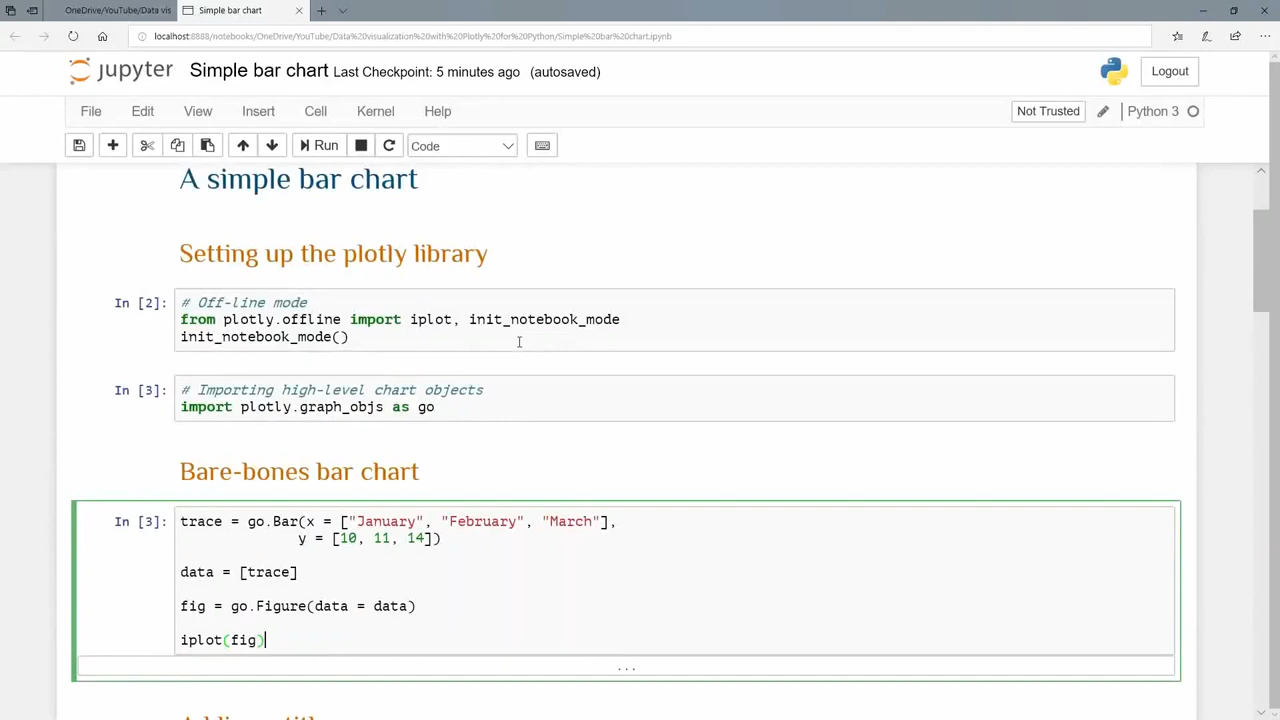 OneDrive/YouTube/Data vis
Simple bar chart
localhost:8888/notebooks/OneDrive/YouTube/Data%20visualization%20with%20Plotly%20for%20Python/Simple%20bar%20chart.ipynb
jupyter Simple bar chart Last Checkpoint: 5 minutes ago (autosaved)
Logout
File Edit View Insert Cell Kernel Help
Not Trusted
Python 3
Run
Code
A simple bar chart
Setting up the plotly library
In [2]:
# Off-line mode
from plotly.offline import iplot, init_notebook_mode
init_notebook_mode()
In [3]:
# Importing high-level chart objects
import plotly.graph_objs as go
Bare-bones bar chart
In [3]:
trace = go.Bar(x = ["January", "February", "March"],
y = [10, 11, 14])
data = [trace]
fig = go.Figure(data = data)
iplot(fig)
...